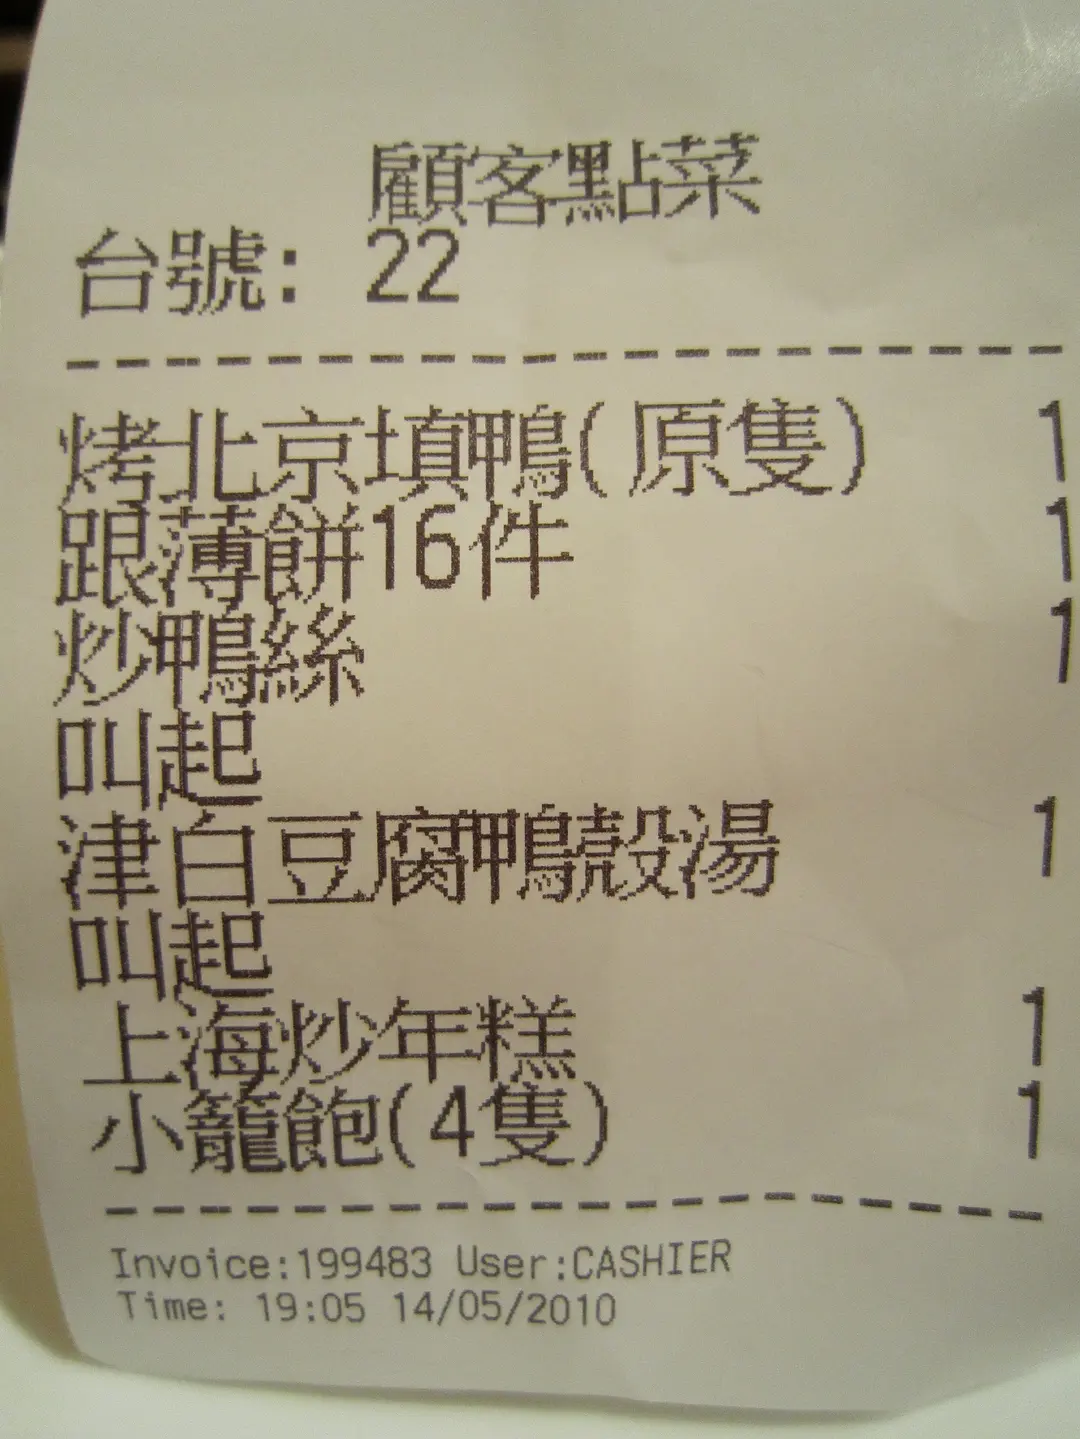 顧客點菜
台號: 22
烤北京填鴨(原隻) 1
跟薄餅16件 1
炒鴨絲 1
叫起
津白豆腐鴨殼湯 1
叫起
上海炒年糕 1
小籠飽(4隻) 1
Invoice:199483 User:CASHIER
Time: 19:05 14/05/2010